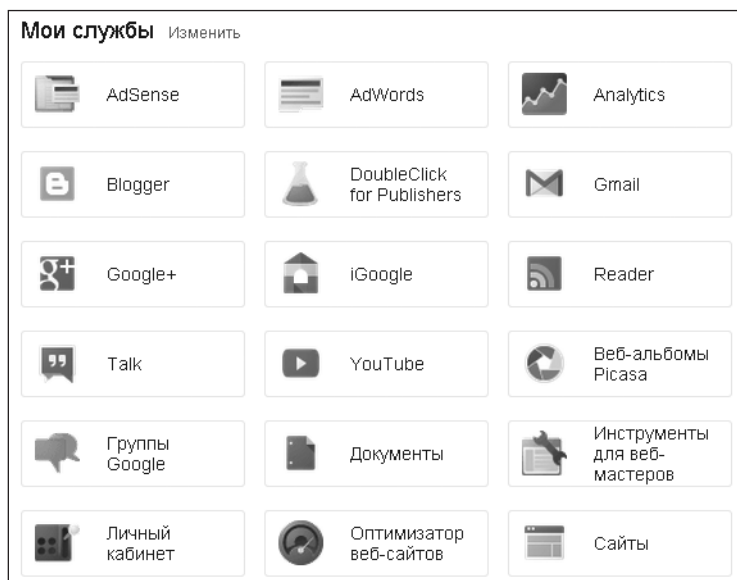 Мои службы Изменить
AdSense
AdWords
Analytics
Blogger
DoubleClick
for Publishers
Gmail
Google+
iGoogle
Reader
Talk
YouTube
Веб-альбомы
Picasa
Группы
Google
Документы
Инструменты
для веб-
мастеров
Личный
кабинет
Оптимизатор
веб-сайтов
Сайты